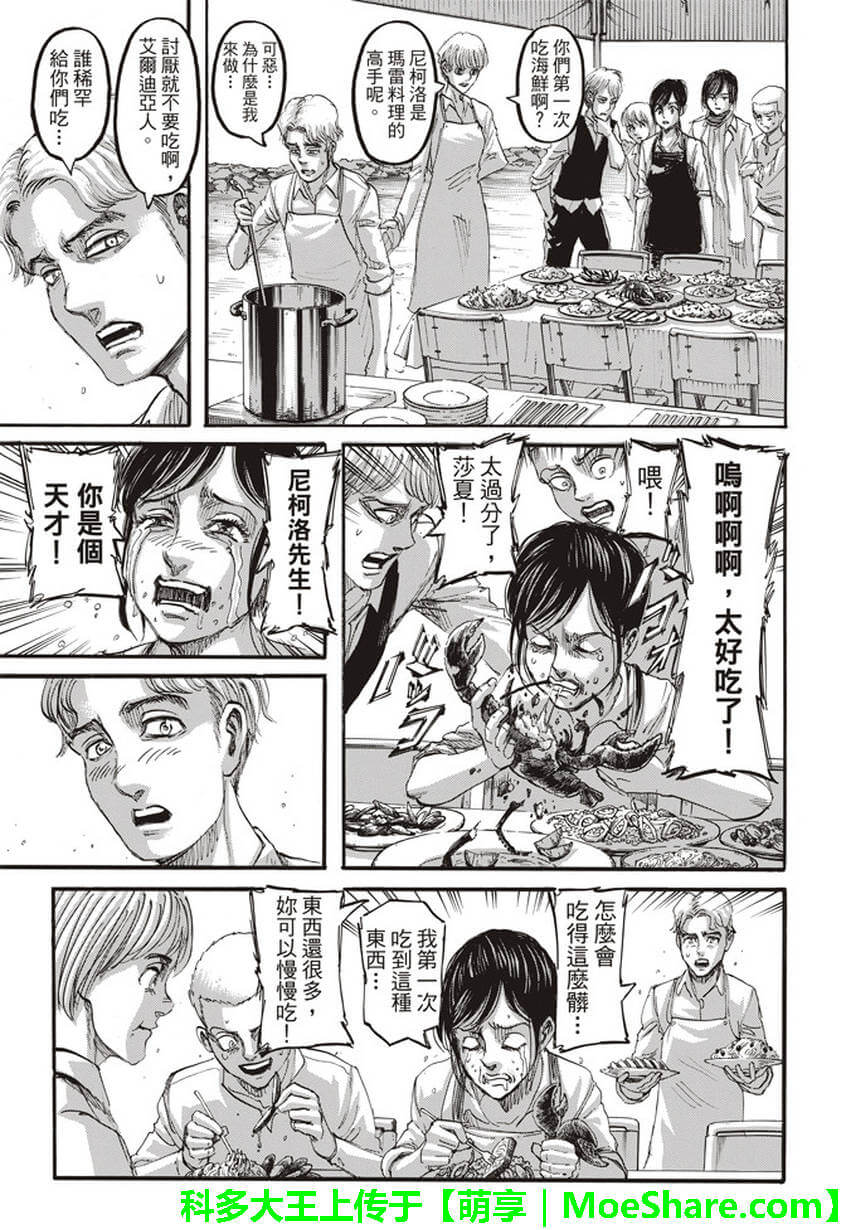 你們第一次
吃海鮮啊？
尼柯洛是
瑪雷料理的
高手呢。
可惡…
為什麼是我
來做…
討厭就不要吃啊，
艾爾迪亞人。
誰稀罕
給你們吃…
嗚啊啊啊，太好吃了！
喂！
太過分了，
莎夏！
尼柯洛先生！
你是個
天才！
怎麼會
吃得這麼髒…
我第一次
吃到這種
東西…
東西還很多，
妳可以慢慢吃！
科多大王上传于【萌享｜MoeShare.com】